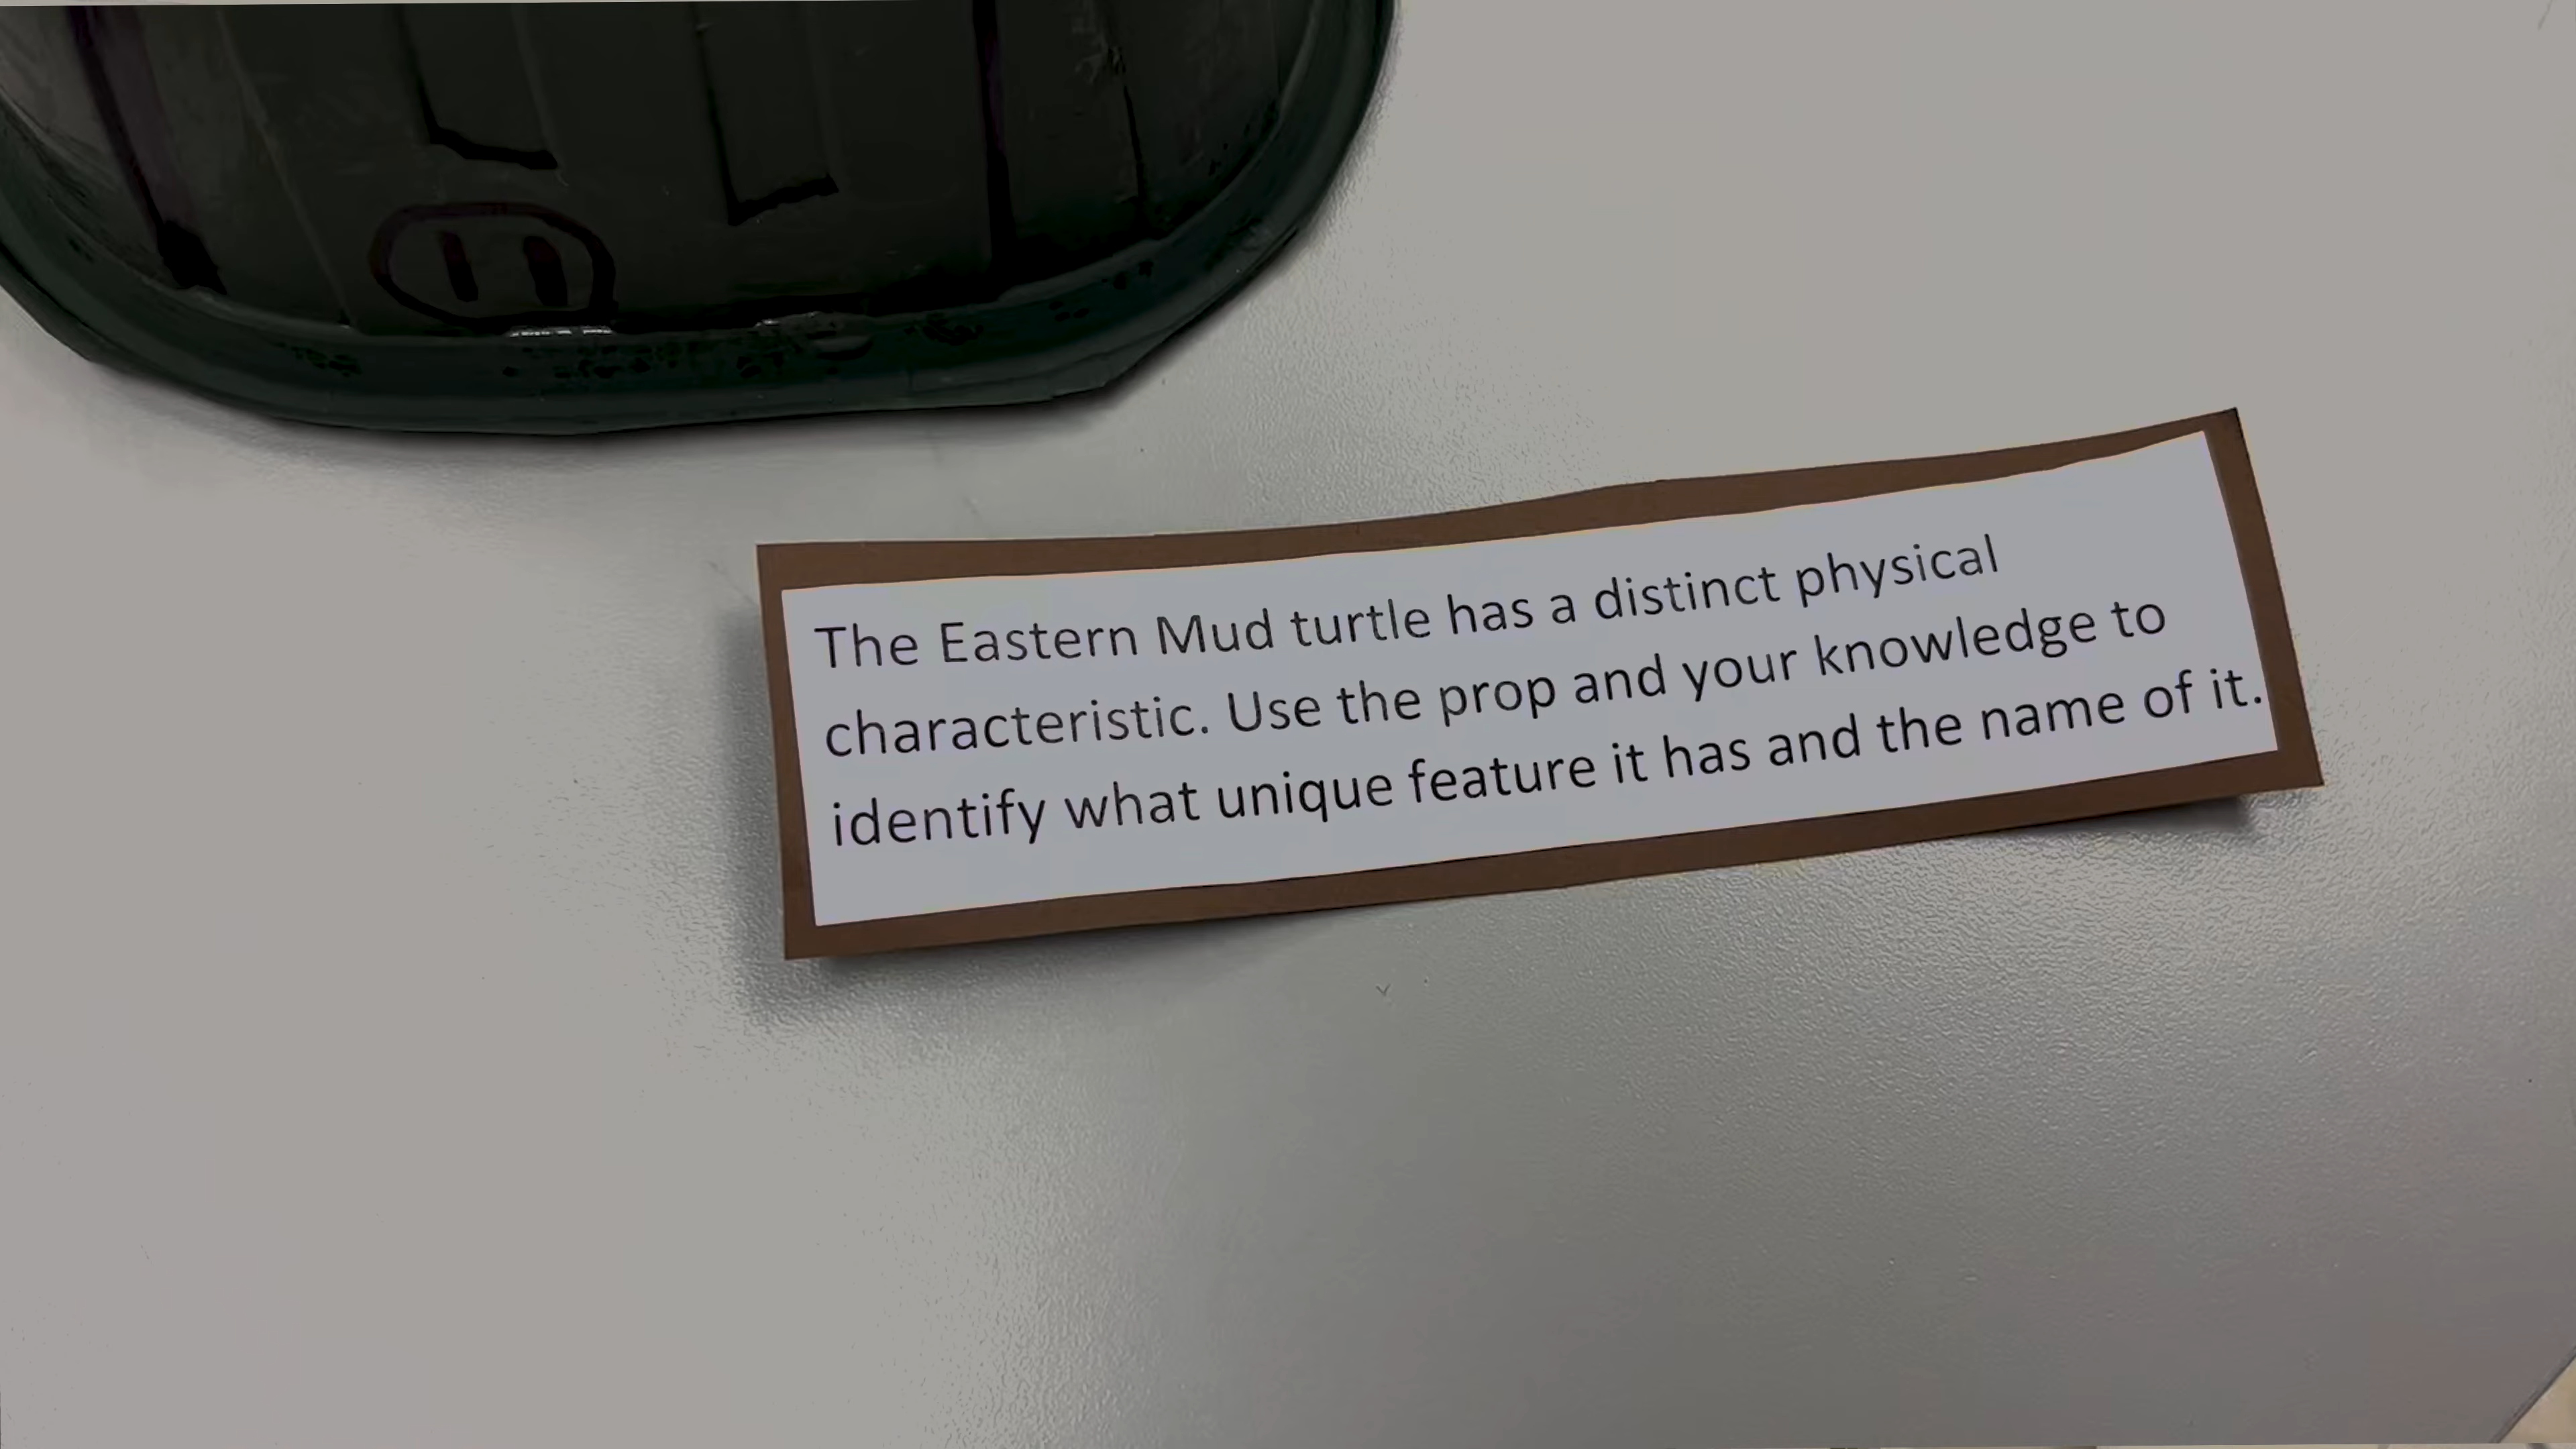 The Eastern Mud turtle has a distinct physical
characteristic. Use the prop and your knowledge to
identify what unique feature it has and the name of it.